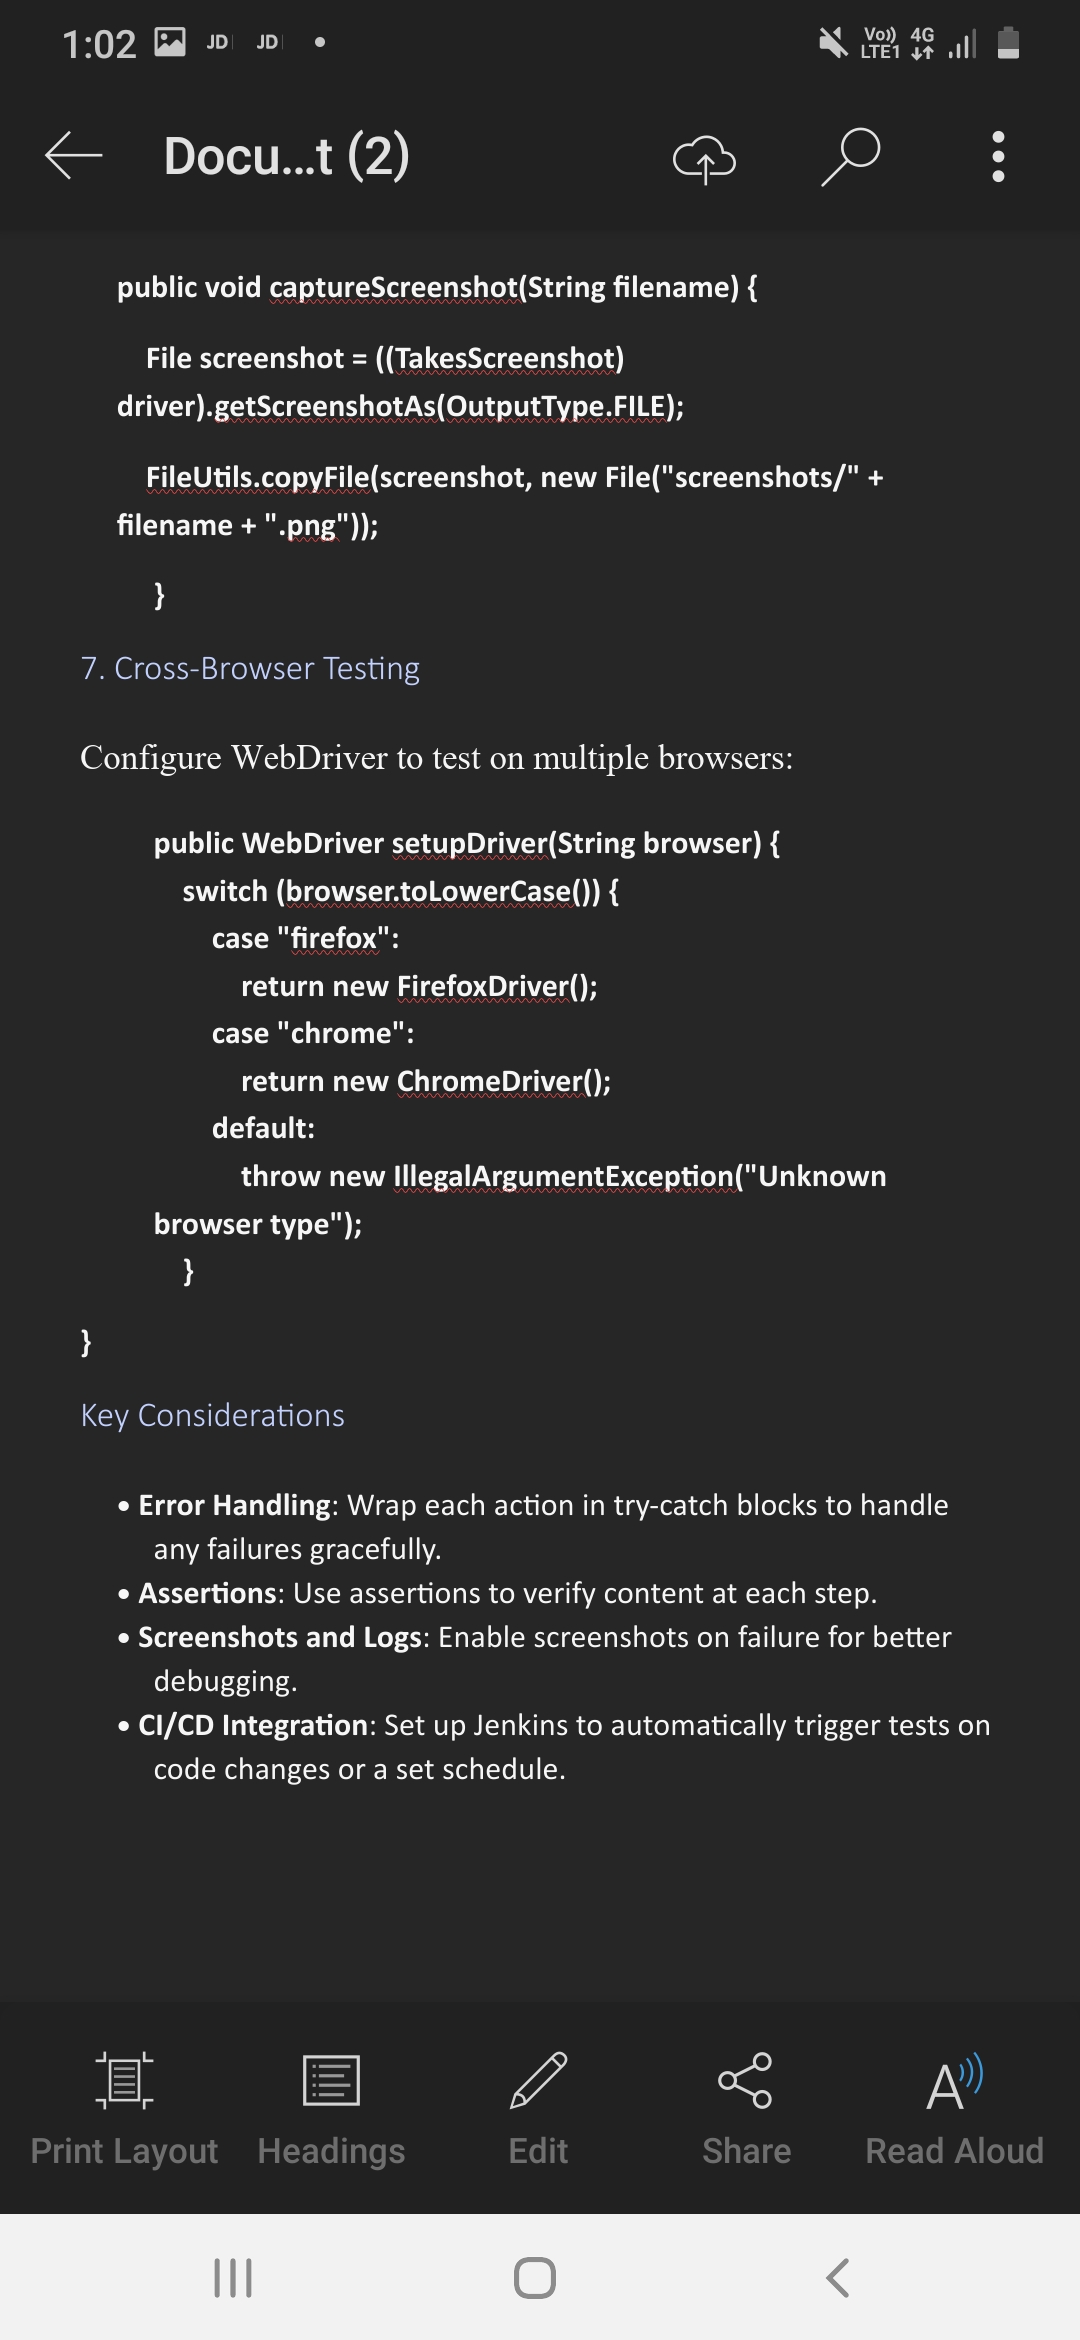 1:02 JD JD Vo)) LTE1 4G
Docu...t (2)
public void captureScreenshot(String filename) {
File screenshot = ((TakesScreenshot)
driver).getScreenshotAs(OutputType.FILE);
FileUtils.copyFile(screenshot, new File("screenshots/" +
filename + ".png"));
}
7. Cross-Browser Testing
Configure WebDriver to test on multiple browsers:
public WebDriver setupDriver(String browser) {
switch (browser.toLowerCase()) {
case "firefox":
return new FirefoxDriver();
case "chrome":
return new ChromeDriver();
default:
throw new IllegalArgumentException("Unknown
browser type");
}
}
Key Considerations
• Error Handling: Wrap each action in try-catch blocks to handle
any failures gracefully.
• Assertions: Use assertions to verify content at each step.
• Screenshots and Logs: Enable screenshots on failure for better
debugging.
• CI/CD Integration: Set up Jenkins to automatically trigger tests on
code changes or a set schedule.
Print Layout Headings Edit Share Read Aloud